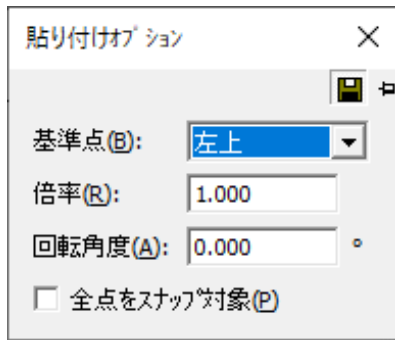 貼り付けｵﾌﾟｼｮﾝ
基準点(B): 左上
倍率(R): 1.000
回転角度(A): 0.000 °
全点をｽﾅｯﾌﾟ対象(P)